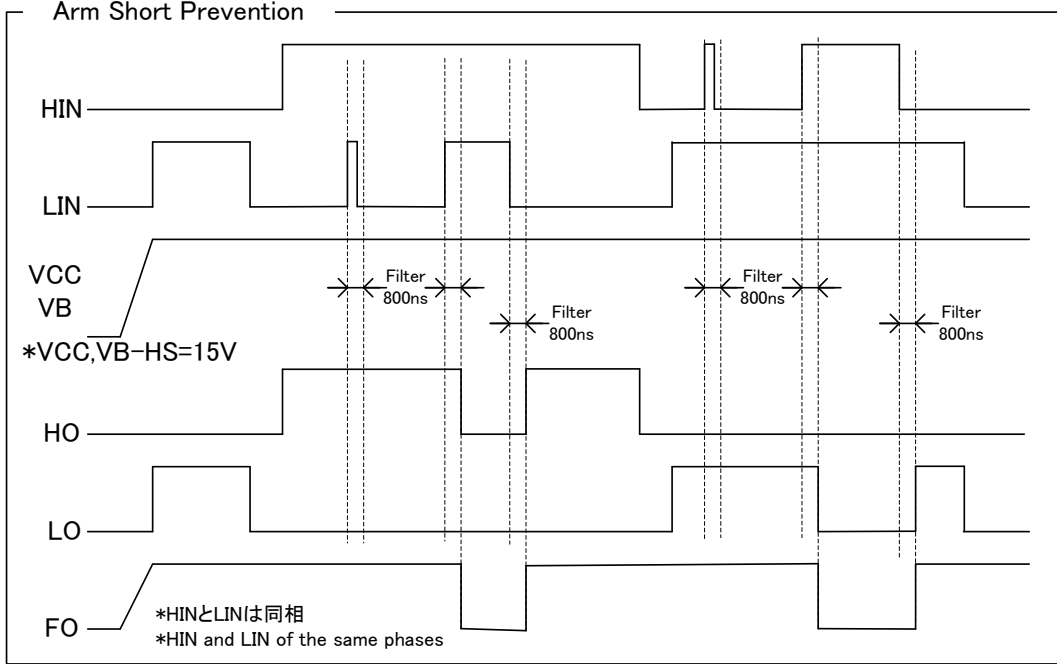 Arm Short Prevention
HIN
LIN
VCC
VB
*VCC,VB-HS=15V
Filter
800ns
Filter
800ns
Filter
800ns
Filter
800ns
HO
LO
FO
*HINとLINは同相
*HIN and LIN of the same phases